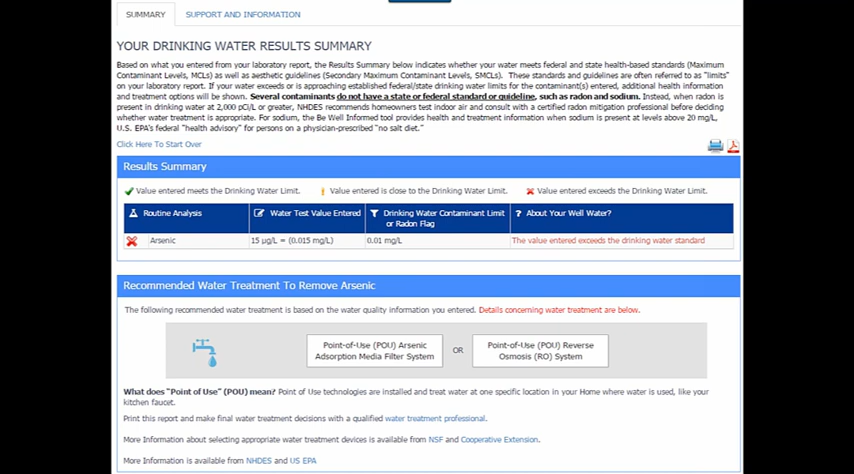 SUMMARY
SUPPORT AND INFORMATION
YOUR DRINKING WATER RESULTS SUMMARY
Based on what you entered from your laboratory report, the Results Summary below indicates whether your water meets federal and state health-based standards (Maximum
Contaminant Levels, MCLs) as well as aesthetic guidelines (Secondary Maximum Contaminant Levels, SMCLs). These standards and guidelines are often referred to as "limits"
on your laboratory report. If your water exceeds or is approaching established federal/state drinking water limits for the contaminant(s) entered, additional health information
and treatment options will be shown. Several contaminants do not have a state or federal standard or guideline, such as radon and sodium. Instead, when radon is
present in drinking water at 2,000 pCi/L or greater, NHDES recommends homeowners test indoor air and consult with a certified radon mitigation professional before deciding
whether water treatment is appropriate. For sodium, the Be Well Informed tool provides health and treatment information when sodium is present at levels above 20 mg/L,
U.S. EPA's federal "health advisory" for persons on a physician-prescribed "no salt diet."
Click Here To Start Over
Results Summary
Value entered meets the Drinking Water Limit.
Value entered is close to the Drinking Water Limit.
Value entered exceeds the Drinking Water Limit.
Routine Analysis
Water Test Value Entered
Drinking Water Contaminant Limit
or Radon Flag
? About Your Well Water?
Arsenic
15 µg/L = (0.015 mg/L)
0.01 mg/L
The value entered exceeds the drinking water standard
Recommended Water Treatment To Remove Arsenic
The following recommended water treatment is based on the water quality information you entered. Details concerning water treatment are below.
Point-of-Use (POU) Arsenic
Adsorption Media Filter System
OR
Point-of-Use (POU) Reverse
Osmosis (RO) System
What does "Point of Use" (POU) mean? Point of Use technologies are installed and treat water at one specific location in your Home where water is used, like your
kitchen faucet.
Print this report and make final water treatment decisions with a qualified water treatment professional.
More Information about selecting appropriate water treatment devices is available from NSF and Cooperative Extension.
More Information is available from NHDES and US EPA